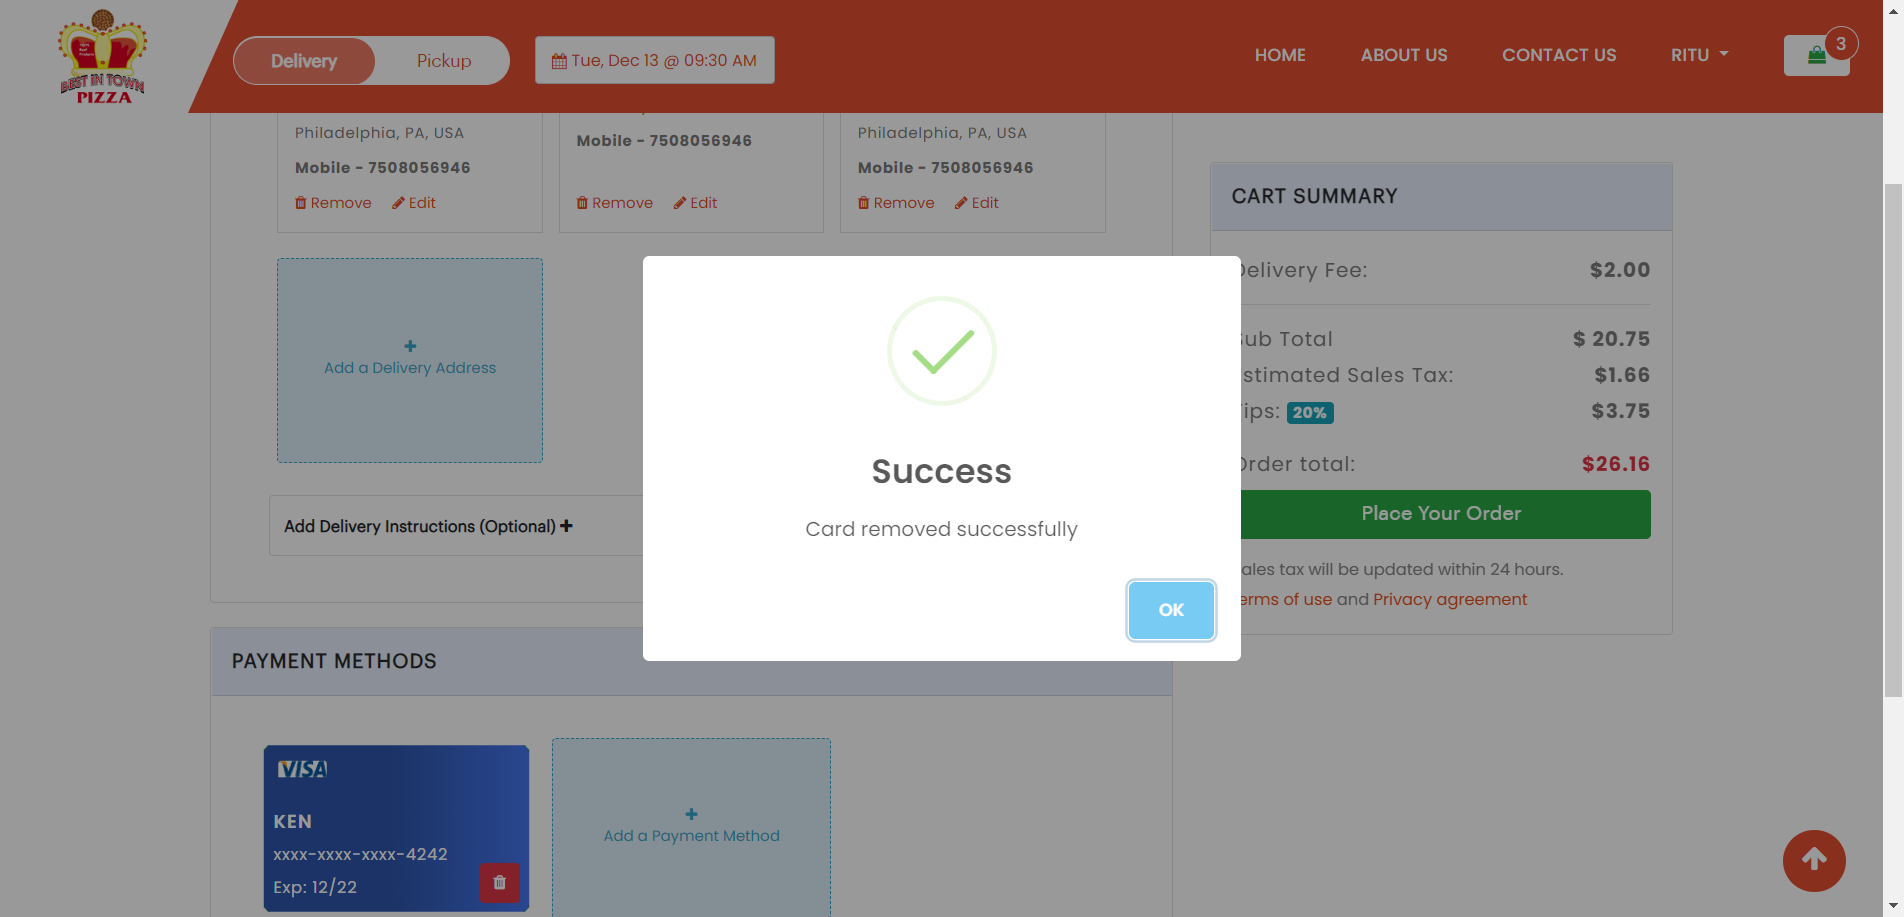 BEST IN TOWN
PIZZA
Delivery
Pickup
Tue, Dec 13 @ 09:30 AM
HOME
ABOUT US
CONTACT US
RITU
3
Philadelphia, PA, USA
Mobile - 7508056946
Remove
Edit
Mobile - 7508056946
Remove
Edit
Philadelphia, PA, USA
Mobile - 7508056946
Remove
Edit
Add a Delivery Address
Add Delivery Instructions (Optional)
Success
Card removed successfully
OK
CART SUMMARY
Delivery Fee: $2.00
Sub Total $ 20.75
Estimated Sales Tax: $1.66
Tips: 20% $3.75
Order total: $26.16
Place Your Order
ales tax will be updated within 24 hours.
erms of use and Privacy agreement
PAYMENT METHODS
VISA
KEN
xxxx-xxxx-xxxx-4242
Exp: 12/22
Add a Payment Method